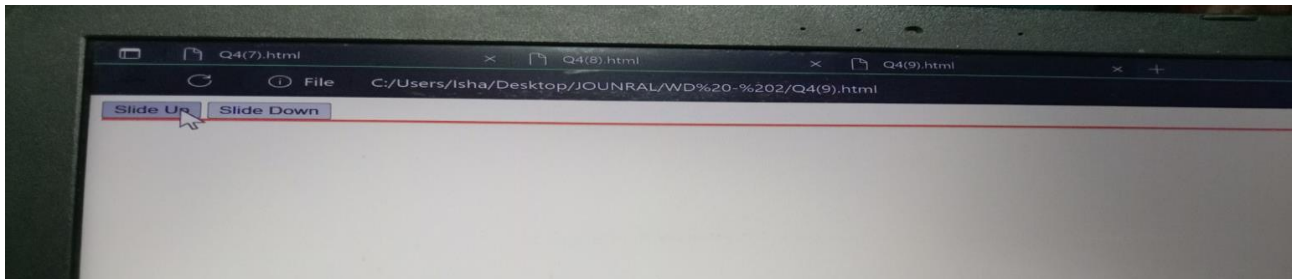 Q4(7).html × Q4(8).html × Q4(9).html × +
File C:/Users/Isha/Desktop/JOUNRAL/WD%20-%202/Q4(9).html
Slide Up Slide Down